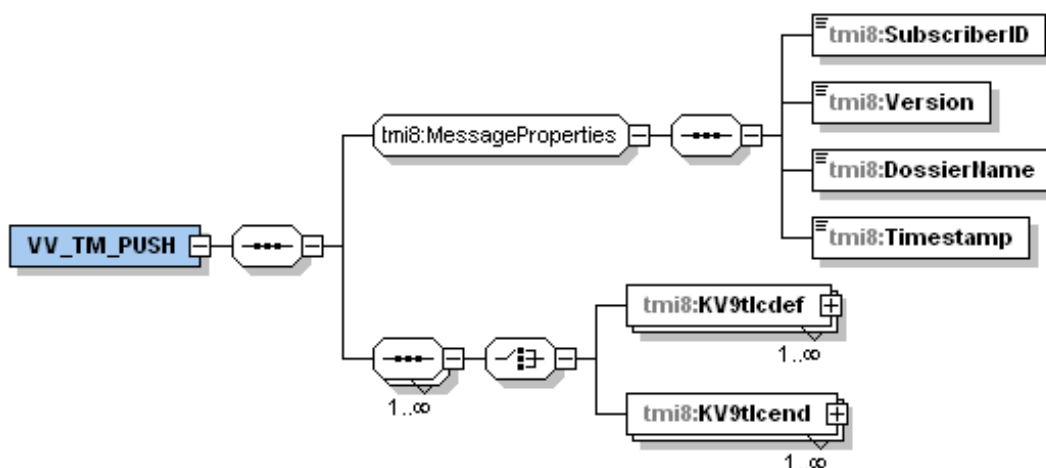 tmi8:SubscriberID
tmi8:Version
tmi8:MessageProperties
tmi8:DossierName
VV_TM_PUSH
tmi8:Timestamp
tmi8:KV9tlcdef
1..∞
1..∞
tmi8:KV9tlcend
1..∞